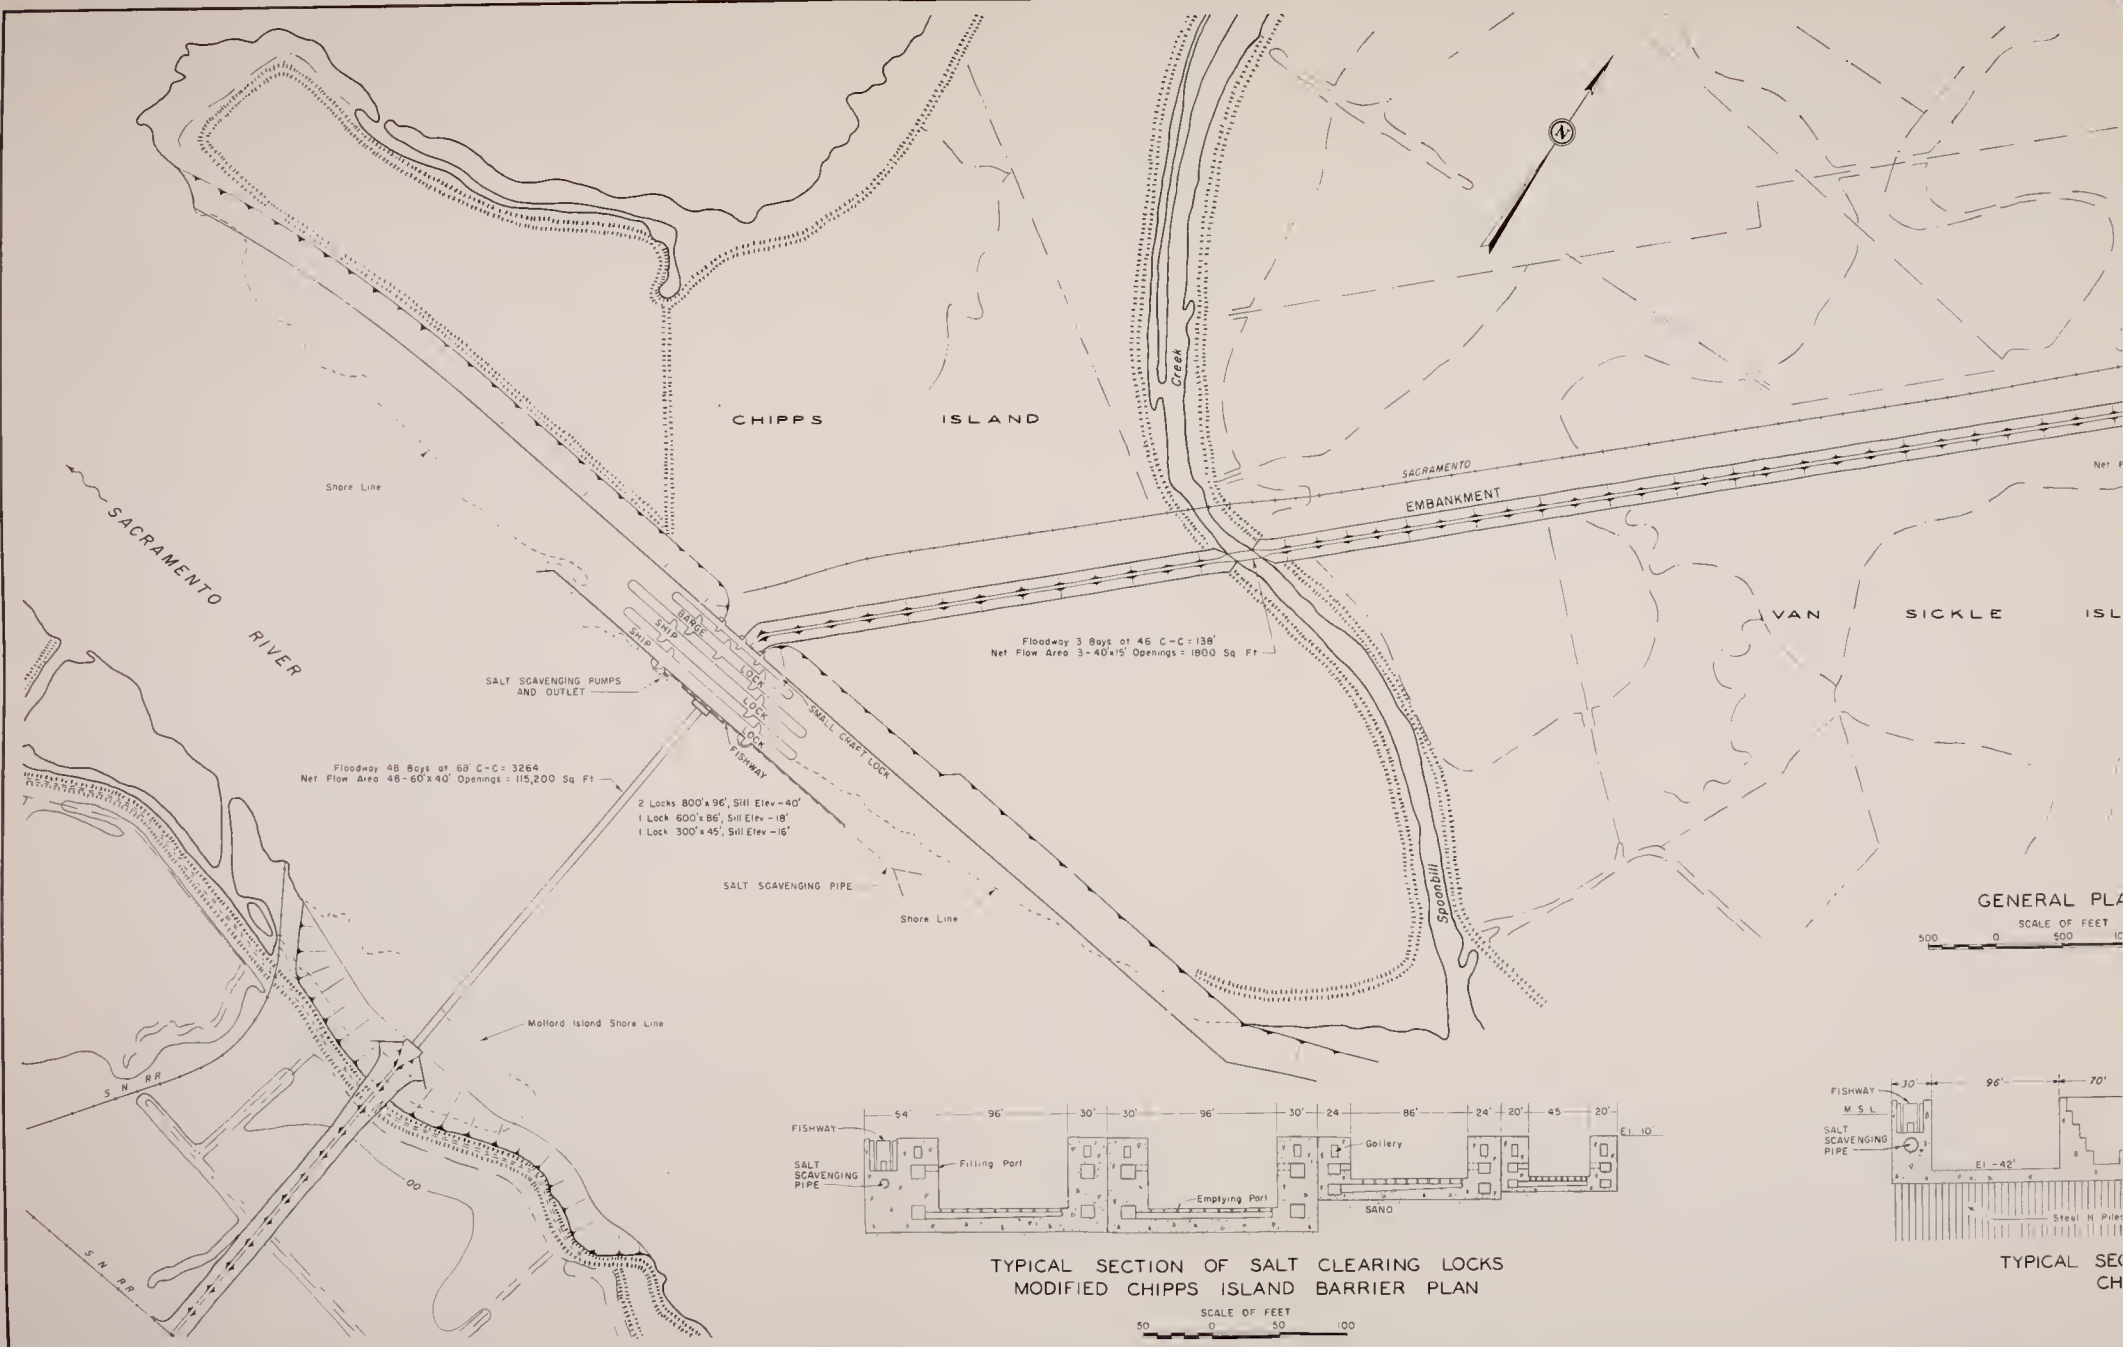 N
Creek
CHIPPS ISLAND
Shore Line
SACRAMENTO
EMBANKMENT
Net F
SACRAMENTO RIVER
VAN SICKLE ISL
BARGE LOCK
SHIP LOCK
SHIP LOCK
SMALL CRAFT LOCK
FISHWAY
SALT SCAVENGING PUMPS
AND OUTLET
Floodway 3 Bays at 46 C-C = 138'
Net Flow Area 3-40'x15' Openings = 1800 Sq Ft
Floodway 48 Bays at 68' C-C = 3264
Net Flow Area 48-60'x40' Openings = 115,200 Sq Ft
2 Locks 800'x96', Sill Elev -40'
1 Lock 600'x86', Sill Elev -18'
1 Lock 300'x45', Sill Elev -16'
SALT SCAVENGING PIPE
Shore Line
Spoonbill
GENERAL PLA
SCALE OF FEET
500 0 500 10
Mallard Island Shore Line
S N RR
S N RR
54' 96' 30' 30' 96' 30' 24 86' 24' 20' 45 20'
FISHWAY
SALT
SCAVENGING
PIPE
Filling Port
Emptying Port
Gallery
SAND
El. 10'
TYPICAL SECTION OF SALT CLEARING LOCKS
MODIFIED CHIPPS ISLAND BARRIER PLAN
SCALE OF FEET
50 0 50 100
30' 96' 70'
FISHWAY
M S L
SALT
SCAVENGING
PIPE
El -42'
Steel H Piles
TYPICAL SEC
CH